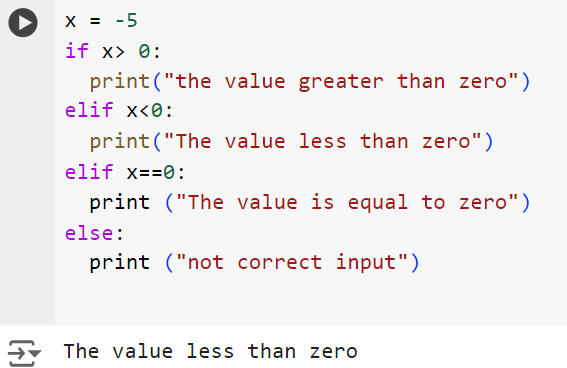 x = -5
if x> 0:
  print("the value greater than zero")
elif x<0:
  print("The value less than zero")
elif x==0:
  print ("The value is equal to zero")
else:
  print ("not correct input")
The value less than zero